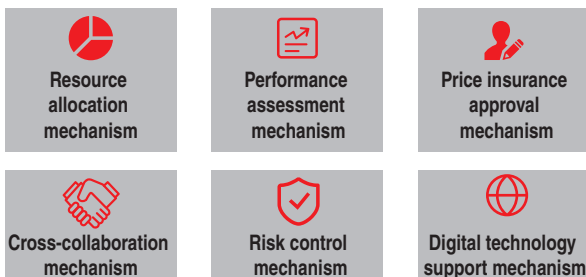 Resource
allocation
mechanism
Performance
assessment
mechanism
Price insurance
approval
mechanism
Cross-collaboration
mechanism
Risk control
mechanism
Digital technology
support mechanism